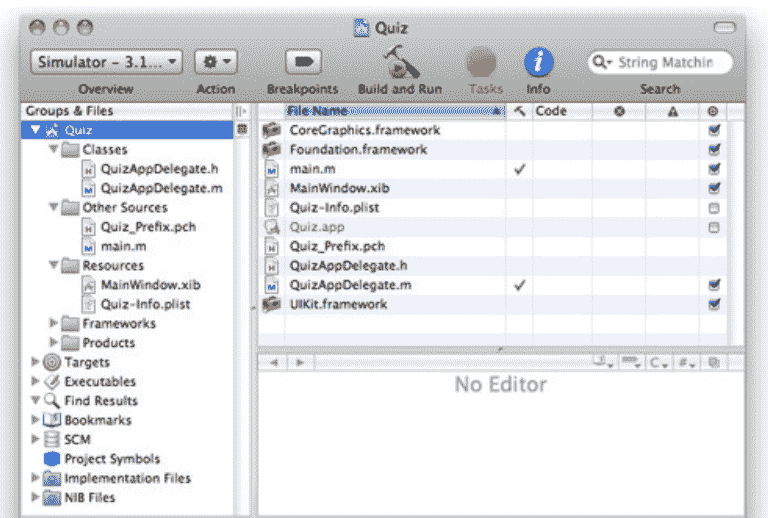 Quiz
Simulator - 3.1...
String Matchin
Overview
Action
Breakpoints
Build and Run
Tasks
Info
Search
Groups & Files
File Name
Code
Quiz
Classes
QuizAppDelegate.h
QuizAppDelegate.m
Other Sources
Quiz_Prefix.pch
main.m
Resources
MainWindow.xib
Quiz-Info.plist
Frameworks
Products
Targets
Executables
Find Results
Bookmarks
SCM
Project Symbols
Implementation Files
NIB Files
CoreGraphics.framework
Foundation.framework
main.m
MainWindow.xib
Quiz-Info.plist
Quiz.app
Quiz_Prefix.pch
QuizAppDelegate.h
QuizAppDelegate.m
UIKit.framework
C
#
No Editor